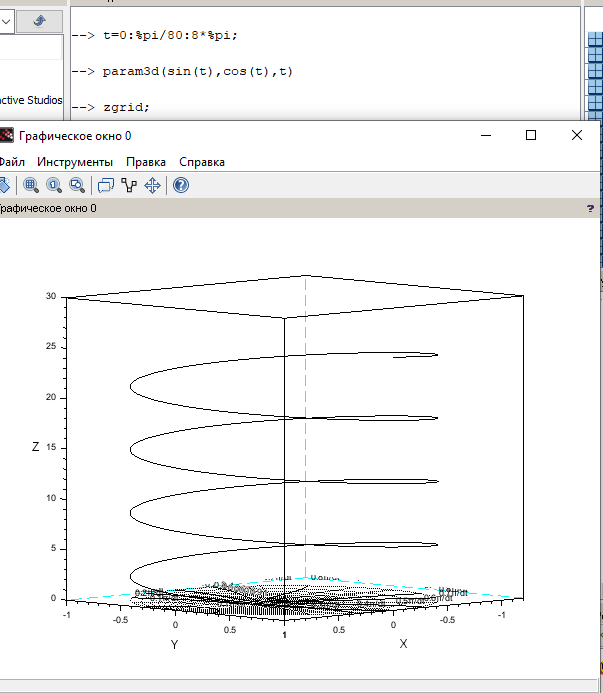 --> t=0:%pi/80:8*%pi;
--> param3d(sin(t),cos(t),t)
ctive Studios
--> zgrid;
Графическое окно 0
Файл Инструменты Правка Справка
рафическое окно 0
?
30
25
20
Z
15
10
5
0
-1
-0.5
0
0.5
1
0.5
0
-0.5
-1
Y
X